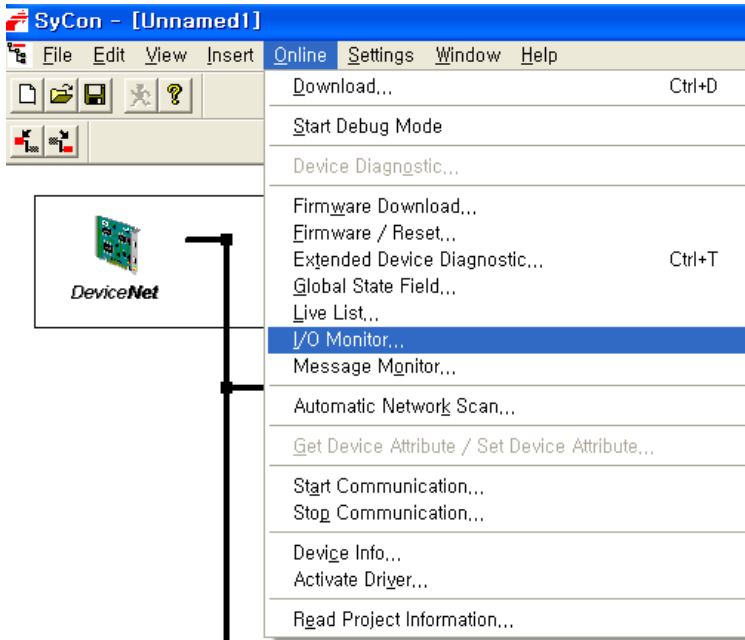 SyCon - [Unnamed1]
File Edit View Insert Online Settings Window Help
Download... Ctrl+D
Start Debug Mode
Device Diagnostic...
Firmware Download...
Firmware / Reset...
Extended Device Diagnostic... Ctrl+T
Global State Field...
Live List...
I/O Monitor...
Message Monitor...
Automatic Network Scan...
Get Device Attribute / Set Device Attribute...
Start Communication...
Stop Communication...
Device Info...
Activate Driver...
Read Project Information...
DeviceNet